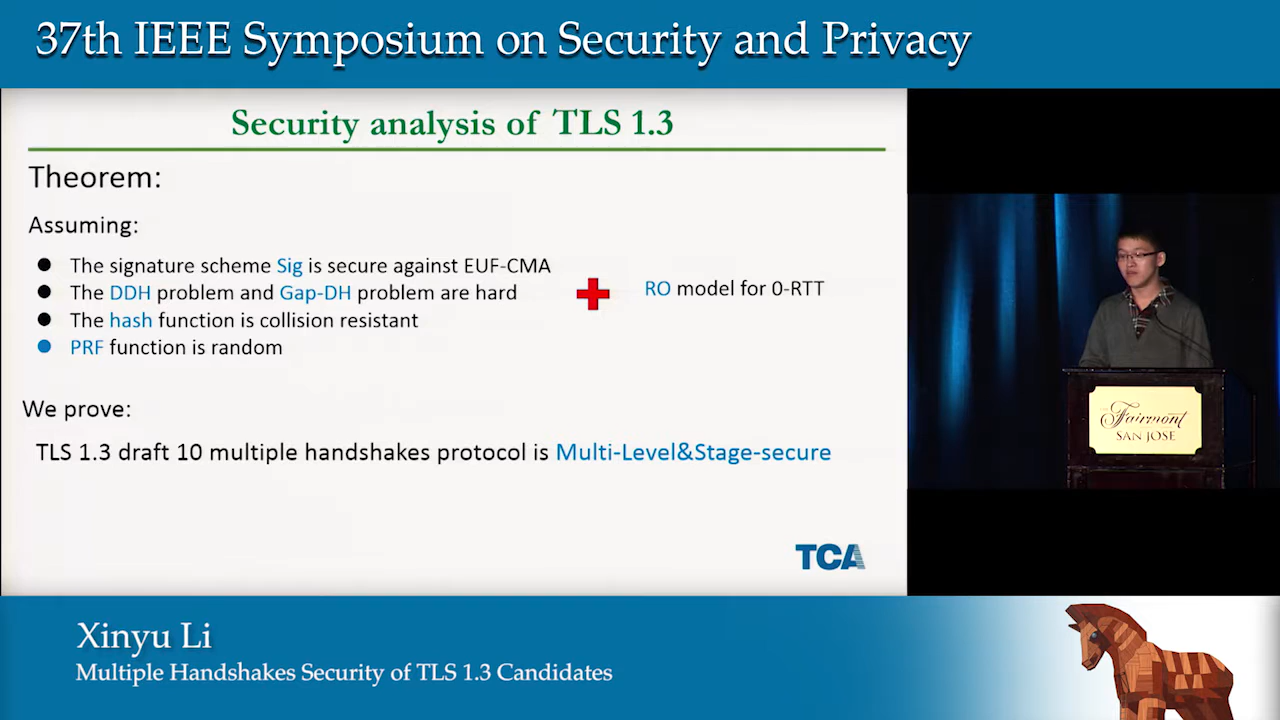 37th IEEE Symposium on Security and Privacy
Security analysis of TLS 1.3
Theorem:
Assuming:
The signature scheme Sig is secure against EUF-CMA
The DDH problem and Gap-DH problem are hard
The hash function is collision resistant
PRF function is random
RO model for 0-RTT
We prove:
TLS 1.3 draft 10 multiple handshakes protocol is Multi-Level&Stage-secure
TCA
Fairmont
SAN JOSE
Xinyu Li
Multiple Handshakes Security of TLS 1.3 Candidates